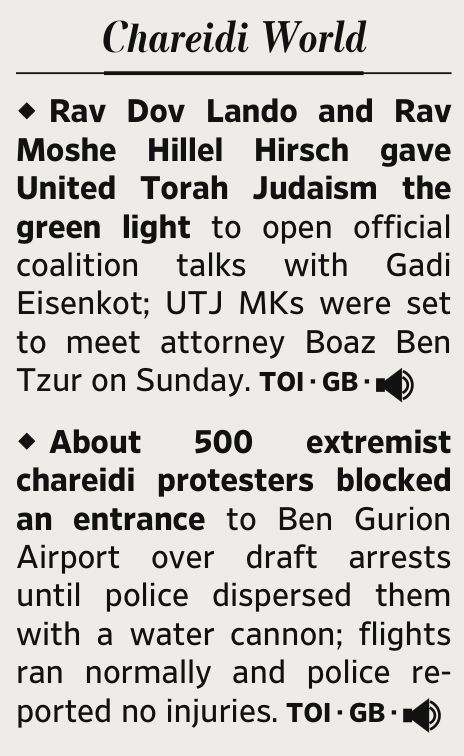 Chareidi World
◆ Rav Dov Lando and Rav
Moshe Hillel Hirsch gave
United Torah Judaism the
green light to open official
coalition talks with Gadi
Eisenkot; UTJ MKs were set
to meet attorney Boaz Ben
Tzur on Sunday. TOI · GB ·
◆ About 500 extremist
chareidi protesters blocked
an entrance to Ben Gurion
Airport over draft arrests
until police dispersed them
with a water cannon; flights
ran normally and police re-
ported no injuries. TOI · GB ·